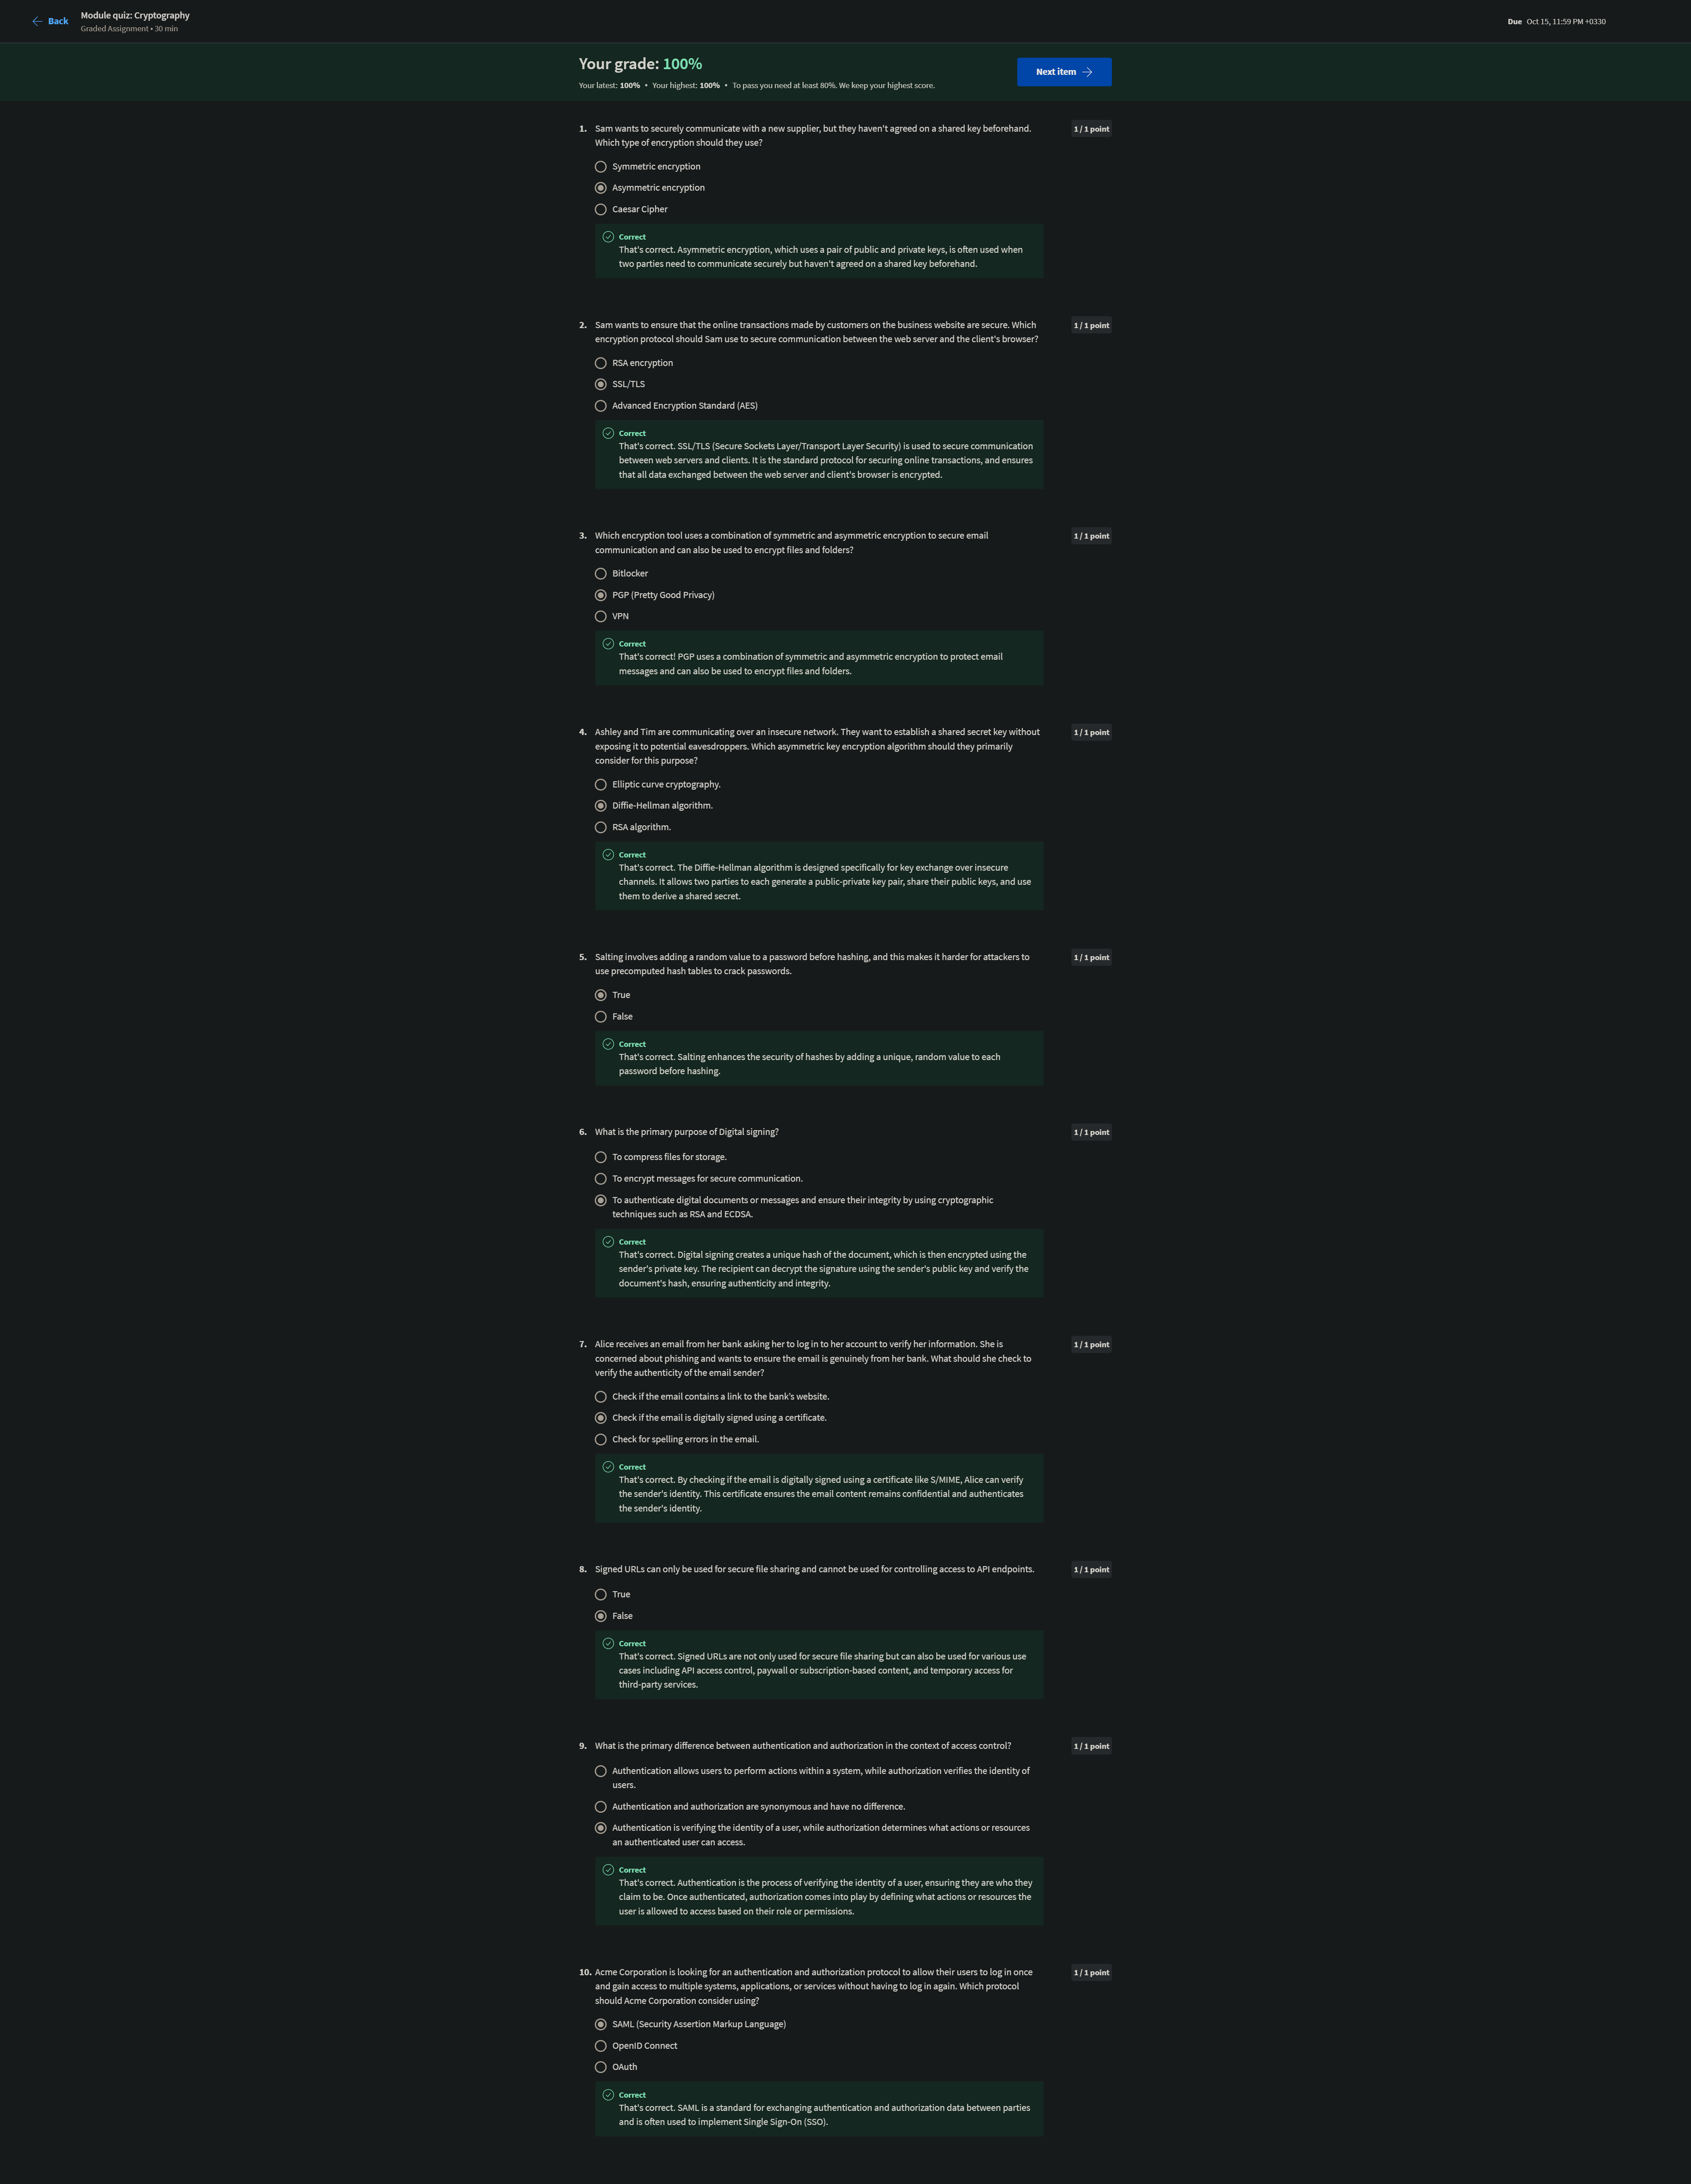 Back
Module quiz: Cryptography
Graded Assignment • 30 min
Due Oct 15, 11:59 PM +0330
Your grade: 100%
Your latest: 100% • Your highest: 100% • To pass you need at least 80%. We keep your highest score.
Next item
1. Sam wants to securely communicate with a new supplier, but they haven't agreed on a shared key beforehand.
Which type of encryption should they use?
1 / 1 point
Symmetric encryption
Asymmetric encryption
Caesar Cipher
Correct
That's correct. Asymmetric encryption, which uses a pair of public and private keys, is often used when
two parties need to communicate securely but haven't agreed on a shared key beforehand.
2. Sam wants to ensure that the online transactions made by customers on the business website are secure. Which
encryption protocol should Sam use to secure communication between the web server and the client's browser?
1 / 1 point
RSA encryption
SSL/TLS
Advanced Encryption Standard (AES)
Correct
That's correct. SSL/TLS (Secure Sockets Layer/Transport Layer Security) is used to secure communication
between web servers and clients. It is the standard protocol for securing online transactions, and ensures
that all data exchanged between the web server and client's browser is encrypted.
3. Which encryption tool uses a combination of symmetric and asymmetric encryption to secure email
communication and can also be used to encrypt files and folders?
1 / 1 point
Bitlocker
PGP (Pretty Good Privacy)
VPN
Correct
That's correct! PGP uses a combination of symmetric and asymmetric encryption to protect email
messages and can also be used to encrypt files and folders.
4. Ashley and Tim are communicating over an insecure network. They want to establish a shared secret key without
exposing it to potential eavesdroppers. Which asymmetric key encryption algorithm should they primarily
consider for this purpose?
1 / 1 point
Elliptic curve cryptography.
Diffie-Hellman algorithm.
RSA algorithm.
Correct
That's correct. The Diffie-Hellman algorithm is designed specifically for key exchange over insecure
channels. It allows two parties to each generate a public-private key pair, share their public keys, and use
them to derive a shared secret.
5. Salting involves adding a random value to a password before hashing, and this makes it harder for attackers to
use precomputed hash tables to crack passwords.
1 / 1 point
True
False
Correct
That's correct. Salting enhances the security of hashes by adding a unique, random value to each
password before hashing.
6. What is the primary purpose of Digital signing?
1 / 1 point
To compress files for storage.
To encrypt messages for secure communication.
To authenticate digital documents or messages and ensure their integrity by using cryptographic
techniques such as RSA and ECDSA.
Correct
That's correct. Digital signing creates a unique hash of the document, which is then encrypted using the
sender's private key. The recipient can decrypt the signature using the sender's public key and verify the
document's hash, ensuring authenticity and integrity.
7. Alice receives an email from her bank asking her to log in to her account to verify her information. She is
concerned about phishing and wants to ensure the email is genuinely from her bank. What should she check to
verify the authenticity of the email sender?
1 / 1 point
Check if the email contains a link to the bank's website.
Check if the email is digitally signed using a certificate.
Check for spelling errors in the email.
Correct
That's correct. By checking if the email is digitally signed using a certificate like S/MIME, Alice can verify
the sender's identity. This certificate ensures the email content remains confidential and authenticates
the sender's identity.
8. Signed URLs can only be used for secure file sharing and cannot be used for controlling access to API endpoints.
1 / 1 point
True
False
Correct
That's correct. Signed URLs are not only used for secure file sharing but can also be used for various use
cases including API access control, paywall or subscription-based content, and temporary access for
third-party services.
9. What is the primary difference between authentication and authorization in the context of access control?
1 / 1 point
Authentication allows users to perform actions within a system, while authorization verifies the identity of
users.
Authentication and authorization are synonymous and have no difference.
Authentication is verifying the identity of a user, while authorization determines what actions or resources
an authenticated user can access.
Correct
That's correct. Authentication is the process of verifying the identity of a user, ensuring they are who they
claim to be. Once authenticated, authorization comes into play by defining what actions or resources the
user is allowed to access based on their role or permissions.
10. Acme Corporation is looking for an authentication and authorization protocol to allow their users to log in once
and gain access to multiple systems, applications, or services without having to log in again. Which protocol
should Acme Corporation consider using?
1 / 1 point
SAML (Security Assertion Markup Language)
OpenID Connect
OAuth
Correct
That's correct. SAML is a standard for exchanging authentication and authorization data between parties
and is often used to implement Single Sign-On (SSO).